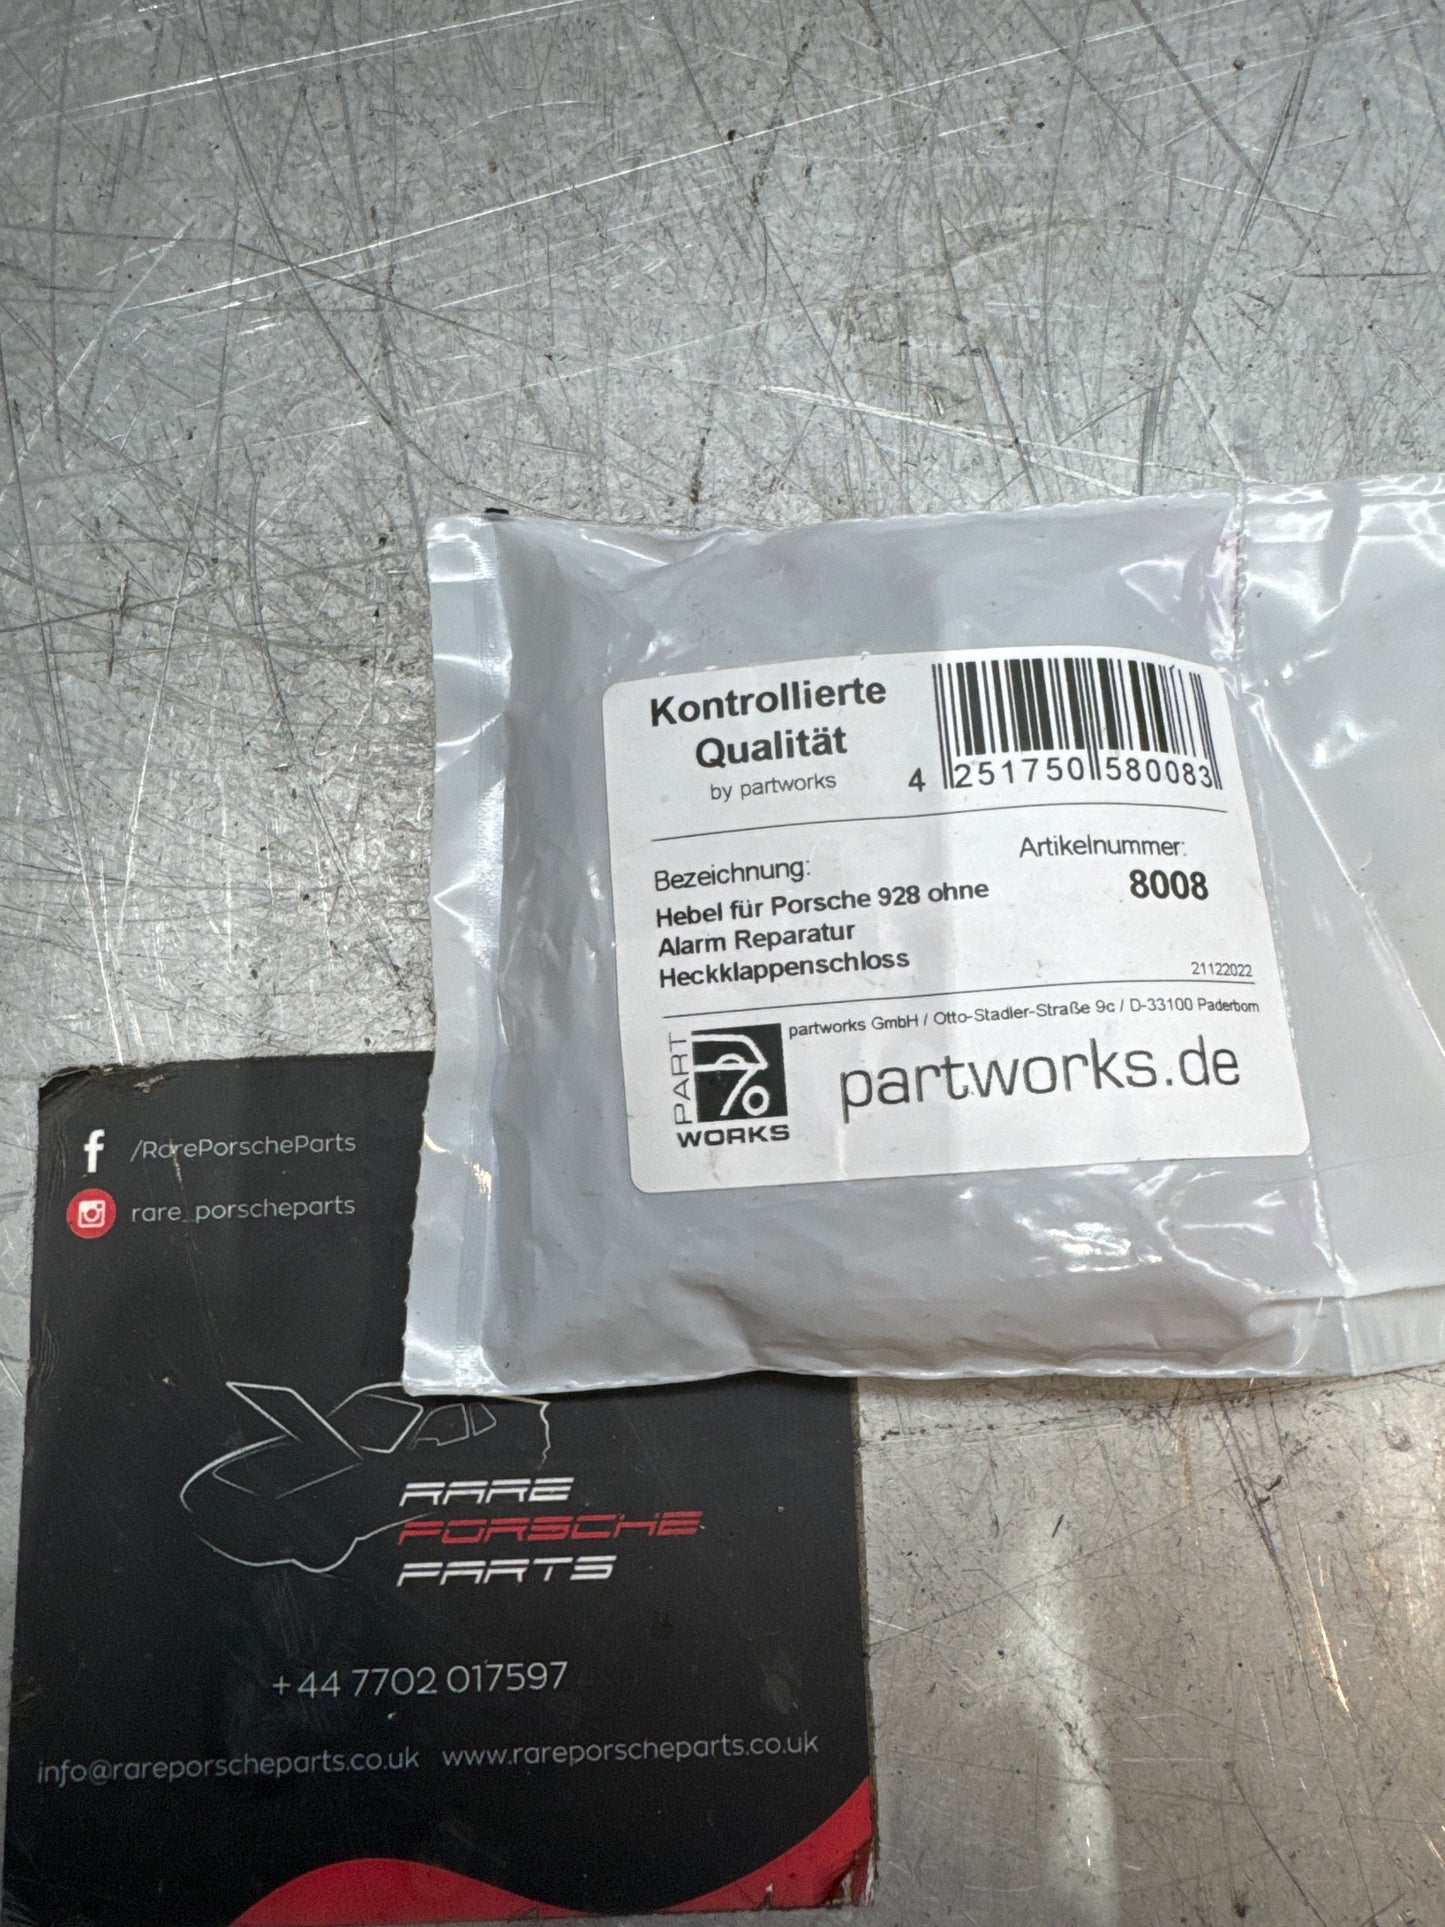 Kontrollierte
Qualität
by partworks
4 251750 580083
Bezeichnung:
Hebel für Porsche 928 ohne
Alarm Reparatur
Heckklappenschloss
Artikelnummer:
8008
21122022
partworks GmbH / Otto-Stadler-Straße 9c / D-33100 Paderborn
PART
WORKS
partworks.de
f /RarePorscheParts
rare_porscheparts
RARE
PORSCHE
PARTS
+44 7702 017597
info@rareporscheparts.co.uk www.rareporscheparts.co.uk